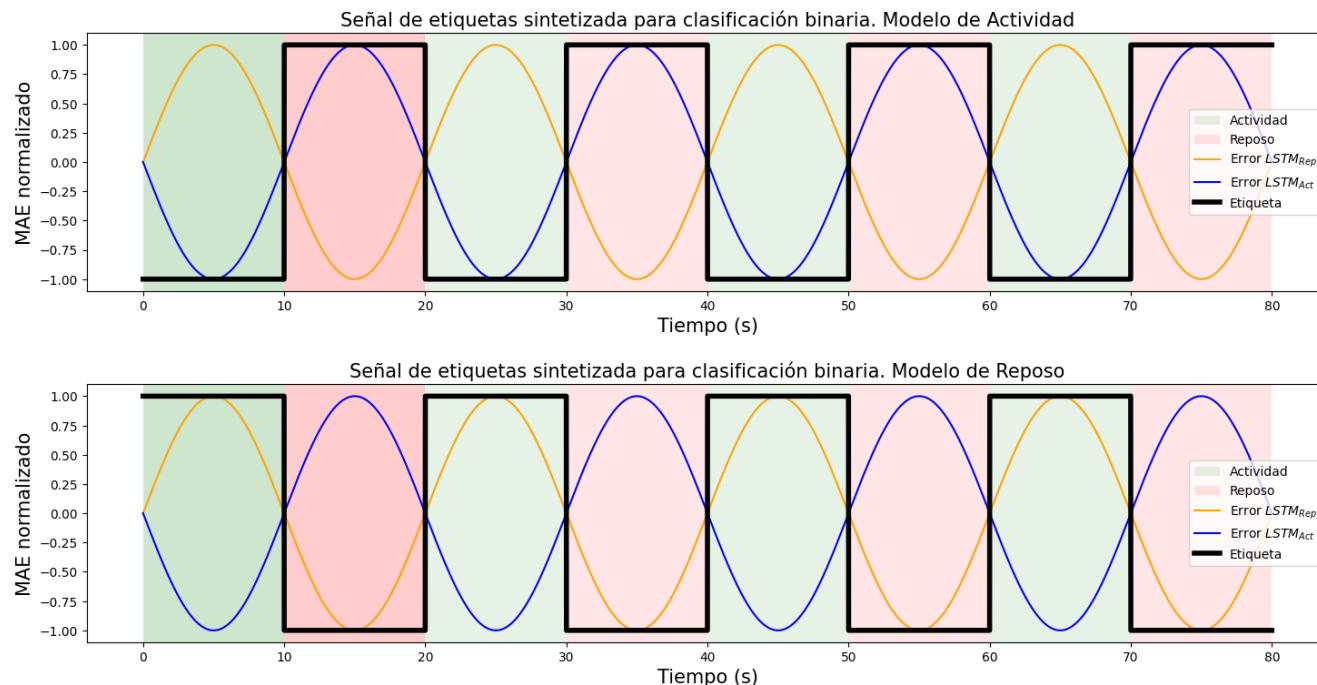 Señal de etiquetas sintetizada para clasificación binaria. Modelo de Actividad
MAE normalizado
1.00
0.75
0.50
0.25
0.00
−0.25
−0.50
−0.75
−1.00
Actividad
Reposo
Error LSTM_Rep
Error LSTM_Act
Etiqueta
0 10 20 30 40 50 60 70 80
Tiempo (s)
Señal de etiquetas sintetizada para clasificación binaria. Modelo de Reposo
MAE normalizado
1.00
0.75
0.50
0.25
0.00
−0.25
−0.50
−0.75
−1.00
Actividad
Reposo
Error LSTM_Rep
Error LSTM_Act
Etiqueta
0 10 20 30 40 50 60 70 80
Tiempo (s)